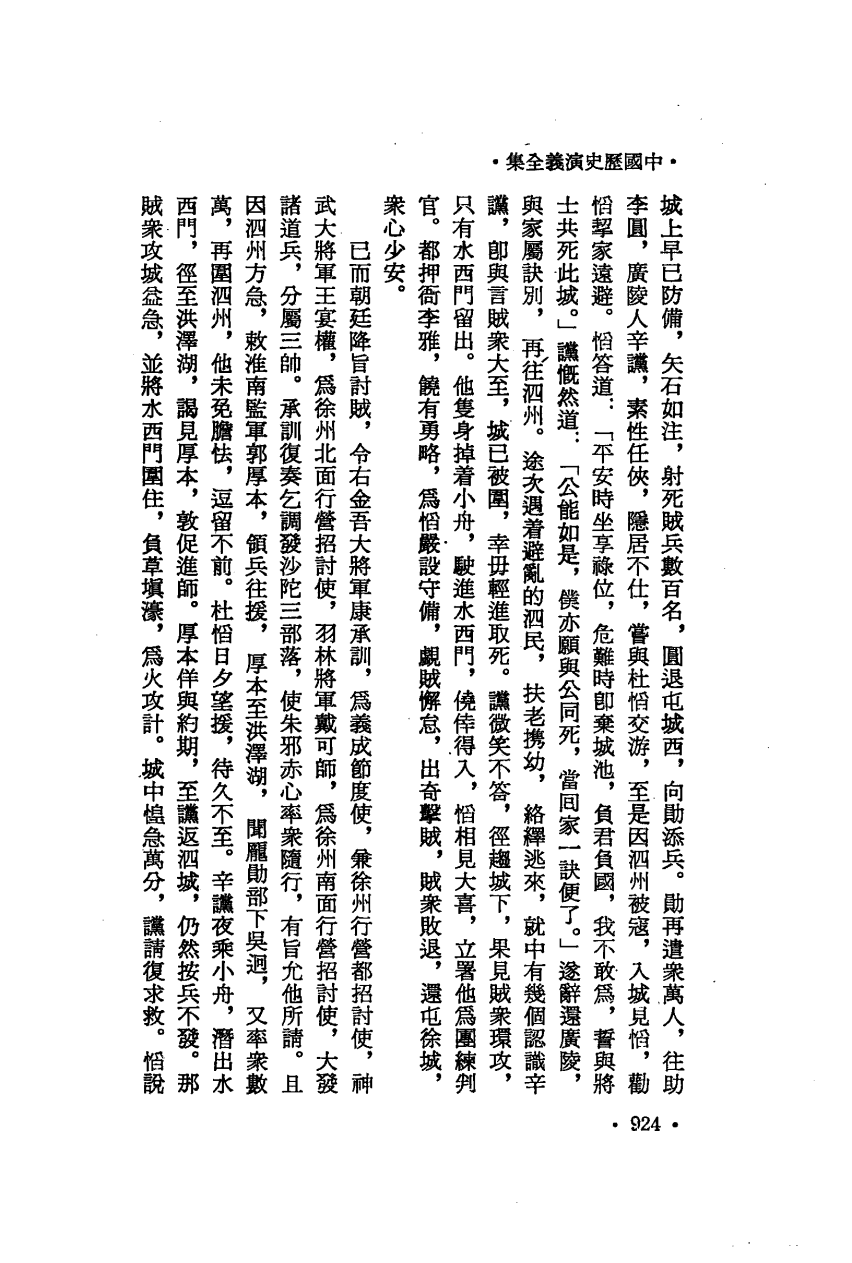 •中國歷史演義全集•
城上早已防備，矢石如注，射死賊兵數百名，圓退屯城西，向勛添兵。勛再遣衆萬人，往助
李圓，廣陵人辛讜，素性任俠，隱居不仕，嘗與杜慆交游，至是因泗州被寇，入城見慆，勸
慆挈家遠避。慆答道：「平安時坐享祿位，危難時卽棄城池，負君負國，我不敢爲，誓與將
士共死此城。」讜慨然道：「公能如是，僕亦願與公同死，當囘家一訣便了。」遂辭還廣陵，
與家屬訣別，再往泗州。途次遇着避亂的泗民，扶老携幼，絡繹逃來，就中有幾個認識辛
讜，卽與言賊衆大至，城已被圍，幸毋輕進取死。讜微笑不答，徑趨城下，果見賊衆環攻，
只有水西門留出。他隻身掉着小舟，駛進水西門，僥倖得入，慆相見大喜，立署他爲團練判
官。都押衙李雅，饒有勇略，爲慆嚴設守備，覷賊懈怠，出奇擊賊，賊衆敗退，還屯徐城，
衆心少安。
已而朝廷降旨討賊，令右金吾大將軍康承訓，爲義成節度使，兼徐州行營都招討使，神
武大將軍王宴權，爲徐州北面行營招討使，羽林將軍戴可師，爲徐州南面行營招討使，大發
諸道兵，分屬三帥。承訓復奏乞調發沙陀三部落，使朱邪赤心率衆隨行，有旨允他所請。且
因泗州方急，敕淮南監軍郭厚本，領兵往援，厚本至洪澤湖，聞龐勛部下吳迥，又率衆數
萬，再圍泗州，他未免膽怯，逗留不前。杜慆日夕望援，待久不至。辛讜夜乘小舟，潛出水
西門，徑至洪澤湖，謁見厚本，敦促進師。厚本佯與約期，至讜返泗城，仍然按兵不發。那
賊衆攻城益急，並將水西門圍住，負草塡濠，爲火攻計。城中惶急萬分，讜請復求救。慆說
•924•